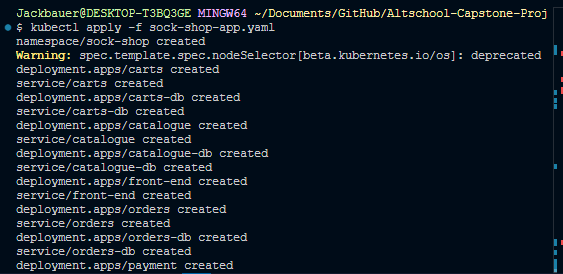 Jackbauer@DESKTOP-T3BQ3GE MINGW64 ~/Documents/GitHub/Altschool-Capstone-Proj
$ kubectl apply -f sock-shop-app.yaml
namespace/sock-shop created
Warning: spec.template.spec.nodeSelector[beta.kubernetes.io/os]: deprecated
deployment.apps/carts created
service/carts created
deployment.apps/carts-db created
service/carts-db created
deployment.apps/catalogue created
service/catalogue created
deployment.apps/catalogue-db created
service/catalogue-db created
deployment.apps/front-end created
service/front-end created
deployment.apps/orders created
service/orders created
deployment.apps/orders-db created
service/orders-db created
deployment.apps/payment created